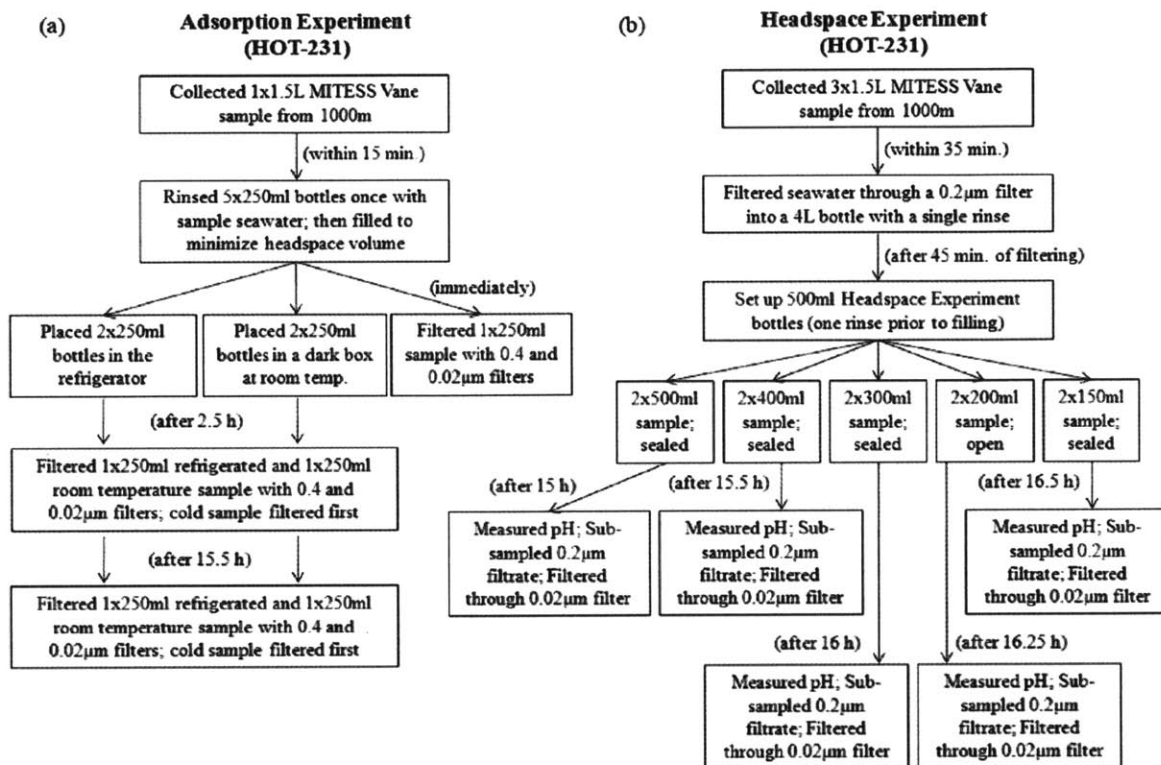 (a)
Adsorption Experiment
(HOT-231)
Collected 1x1.5L MITESS Vane
sample from 1000m
(within 15 min.)
Rinsed 5x250ml bottles once with
sample seawater; then filled to
minimize headspace volume
(immediately)
Placed 2x250ml
bottles in the
refrigerator
Placed 2x250ml
bottles in a dark box
at room temp.
Filtered 1x250ml
sample with 0.4 and
0.02µm filters
(after 2.5 h)
Filtered 1x250ml refrigerated and 1x250ml
room temperature sample with 0.4 and
0.02µm filters; cold sample filtered first
(after 15.5 h)
Filtered 1x250ml refrigerated and 1x250ml
room temperature sample with 0.4 and
0.02µm filters; cold sample filtered first
(b)
Headspace Experiment
(HOT-231)
Collected 3x1.5L MITESS Vane
sample from 1000m
(within 35 min.)
Filtered seawater through a 0.2µm filter
into a 4L bottle with a single rinse
(after 45 min. of filtering)
Set up 500ml Headspace Experiment
bottles (one rinse prior to filling)
2x500ml
sample;
sealed
2x400ml
sample;
sealed
2x300ml
sample;
sealed
2x200ml
sample;
open
2x150ml
sample;
sealed
(after 15 h)
(after 15.5 h)
(after 16.5 h)
Measured pH; Sub-
sampled 0.2µm
filtrate; Filtered
through 0.02µm filter
Measured pH; Sub-
sampled 0.2µm
filtrate; Filtered
through 0.02µm filter
Measured pH; Sub-
sampled 0.2µm
filtrate; Filtered
through 0.02µm filter
(after 16 h)
(after 16.25 h)
Measured pH; Sub-
sampled 0.2µm
filtrate; Filtered
through 0.02µm filter
Measured pH; Sub-
sampled 0.2µm
filtrate; Filtered
through 0.02µm filter